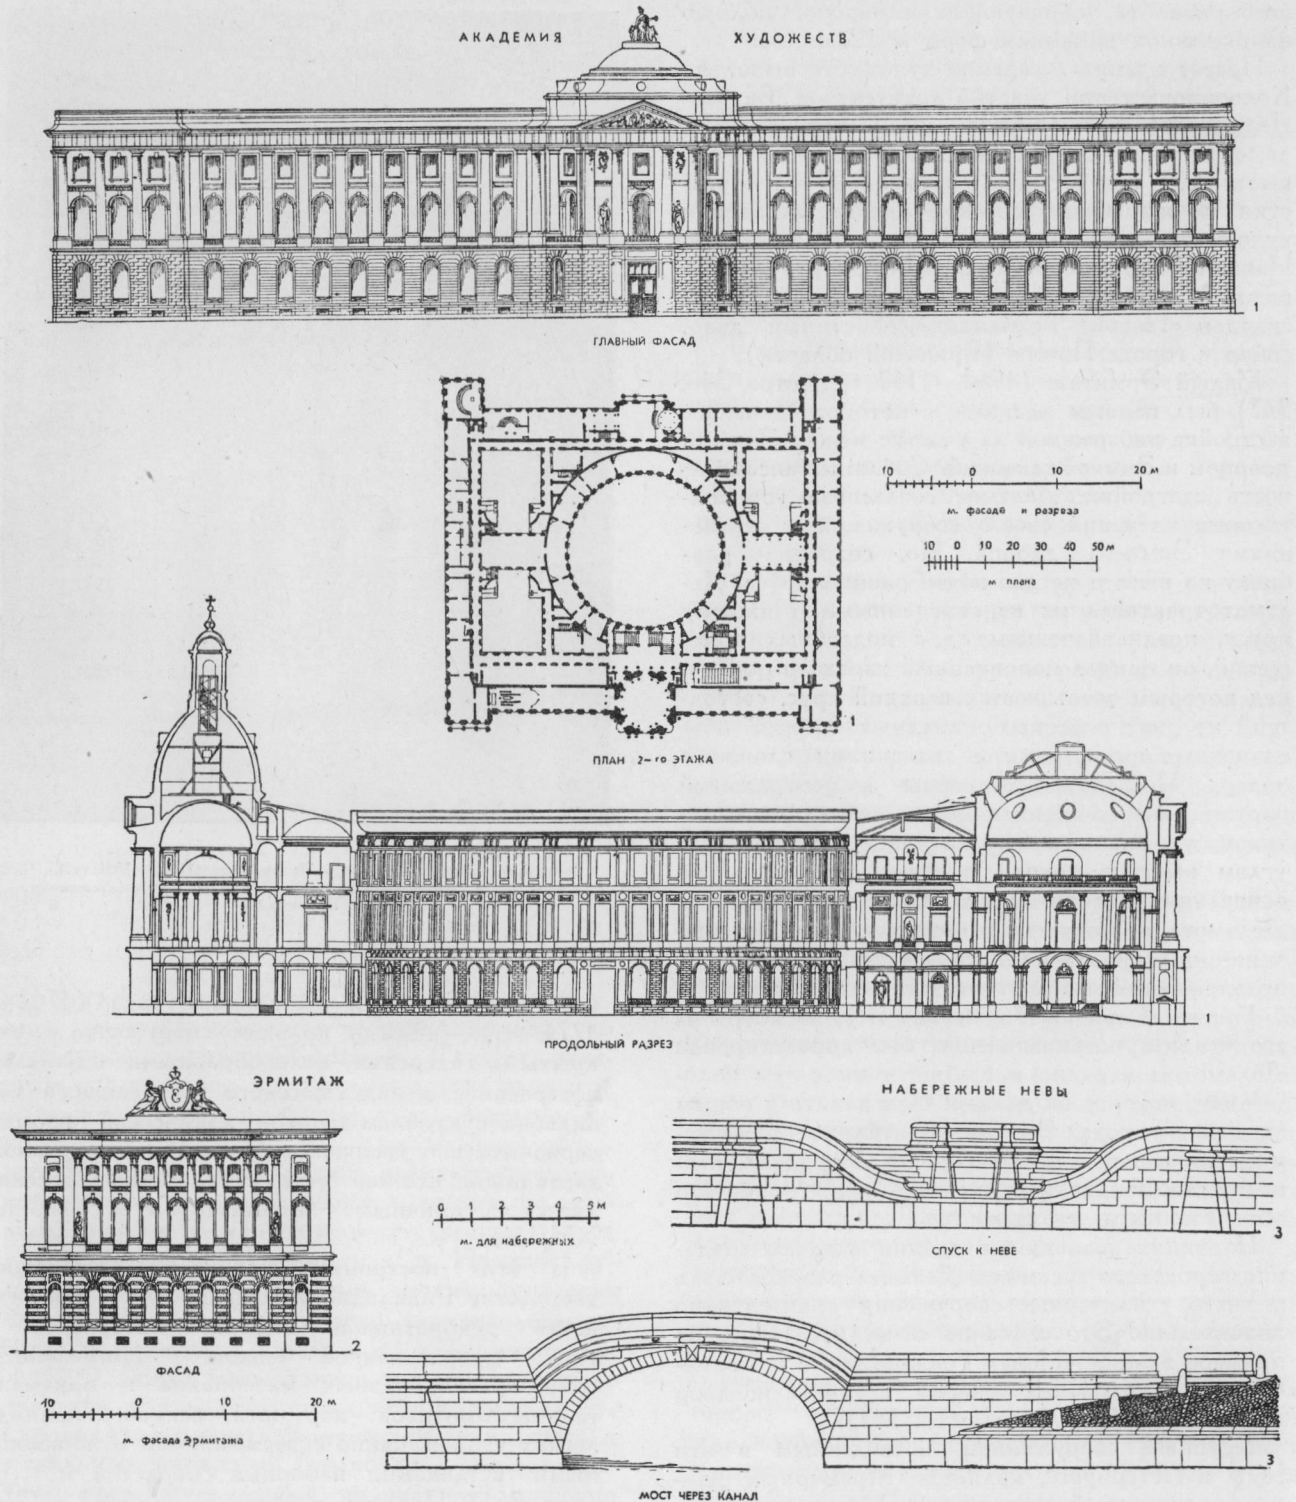 АКАДЕМИЯ ХУДОЖЕСТВ
1
ГЛАВНЫЙ ФАСАД
10 0 10 20 м
м. фасада и разреза
10 0 10 20 30 40 50 м
м плана
1
ПЛАН 2-го ЭТАЖА
1
ПРОДОЛЬНЫЙ РАЗРЕЗ
ЭРМИТАЖ
2
ФАСАД
10 0 10 20 м
м фасада Эрмитажа
0 1 2 3 4 5 м
м. для набережных
НАБЕРЕЖНЫЕ НЕВЫ
3
СПУСК К НЕВЕ
3
МОСТ ЧЕРЕЗ КАНАЛ